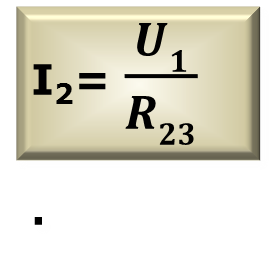 I₂= U₁ / R₂₃
.